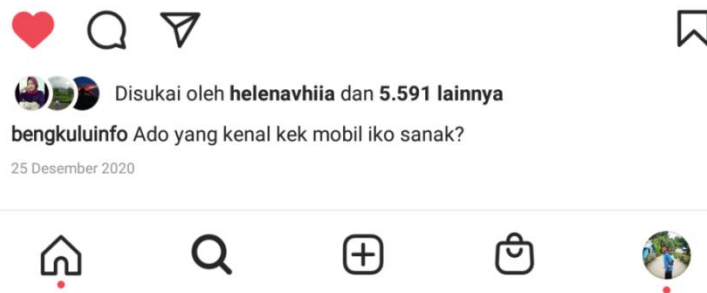 Disukai oleh helenavhiia dan 5.591 lainnya
bengkuluinfo Ado yang kenal kek mobil iko sanak?
25 Desember 2020